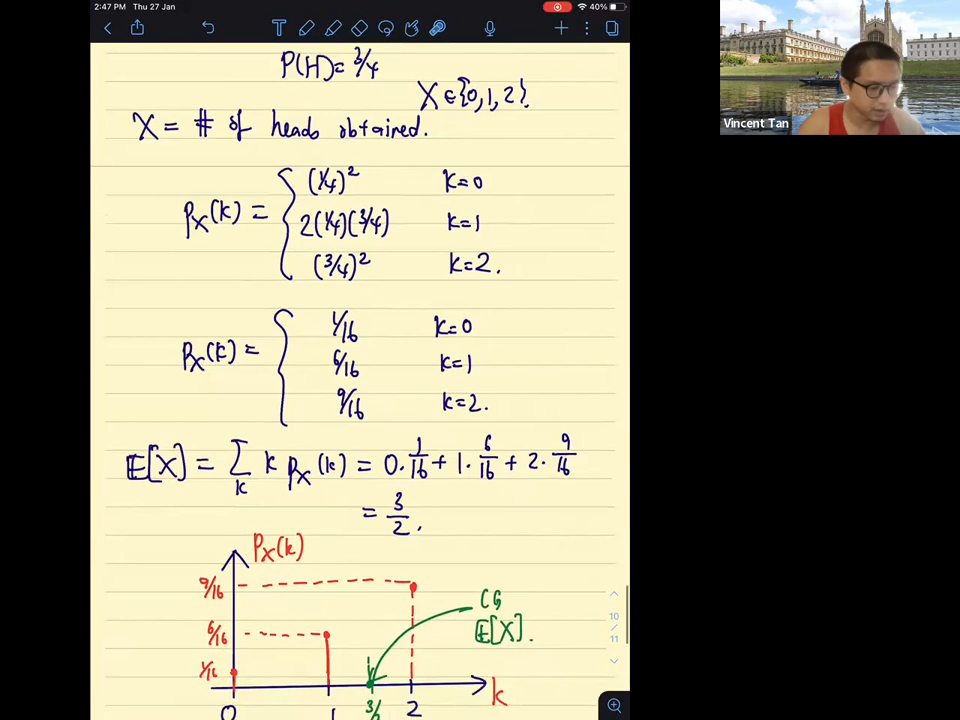 2:47 PM Thu 27 Jan
40%
P(H) = 3/4
X ∈ {0, 1, 2}.
X = # of heads obtained.
(1/4)² k=0
Pₓ(k) = { 2(1/4)(3/4) k=1
(3/4)² k=2.
1/16 k=0
Pₓ(k) = { 6/16 k=1
9/16 k=2.
E[X] = Σₖ k Pₓ(k) = 0·1/16 + 1·6/16 + 2·9/16
= 3/2.
Pₓ(k)
9/16
CG
E[X].
6/16
1/16
k
0 1 3/2 2
10
/
11
Vincent Tan